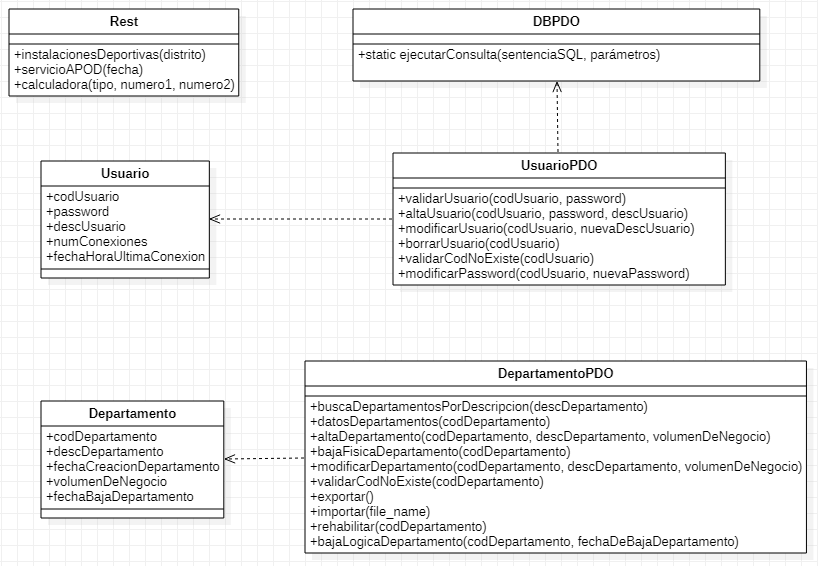 Rest
+instalacionesDeportivas(distrito)
+servicioAPOD(fecha)
+calculadora(tipo, numero1, numero2)
DBPDO
+static ejecutarConsulta(sentenciaSQL, parámetros)
Usuario
+codUsuario
+password
+descUsuario
+numConexiones
+fechaHoraUltimaConexion
UsuarioPDO
+validarUsuario(codUsuario, password)
+altaUsuario(codUsuario, password, descUsuario)
+modificarUsuario(codUsuario, nuevaDescUsuario)
+borrarUsuario(codUsuario)
+validarCodNoExiste(codUsuario)
+modificarPassword(codUsuario, nuevaPassword)
Departamento
+codDepartamento
+descDepartamento
+fechaCreacionDepartamento
+volumenDeNegocio
+fechaBajaDepartamento
DepartamentoPDO
+buscaDepartamentosPorDescripcion(descDepartamento)
+datosDepartamentos(codDepartamento)
+altaDepartamento(codDepartamento, descDepartamento, volumenDeNegocio)
+bajaFisicaDepartamento(codDepartamento)
+modificarDepartamento(codDepartamento, descDepartamento, volumenDeNegocio)
+validarCodNoExiste(codDepartamento)
+exportar()
+importar(file_name)
+rehabilitar(codDepartamento)
+bajaLogicaDepartamento(codDepartamento, fechaDeBajaDepartamento)